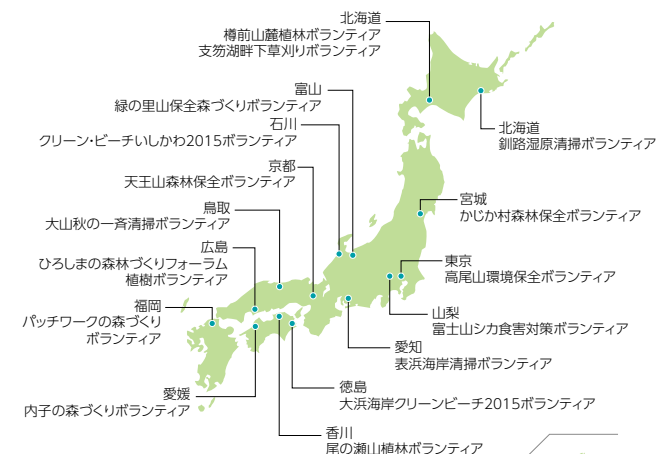 北海道
樽前山麓植林ボランティア
支笏湖畔下草刈りボランティア
富山
緑の里山保全森づくりボランティア
石川
クリーン・ビーチいしかわ2015ボランティア
京都
天王山森林保全ボランティア
鳥取
大山秋の一斉清掃ボランティア
広島
ひろしまの森林づくりフォーラム
植樹ボランティア
福岡
パッチワークの森づくり
ボランティア
愛媛
内子の森づくりボランティア
北海道
釧路湿原清掃ボランティア
宮城
かじか村森林保全ボランティア
東京
高尾山環境保全ボランティア
山梨
富士山シカ食害対策ボランティア
愛知
表浜海岸清掃ボランティア
徳島
大浜海岸クリーンビーチ2015ボランティア
香川
尾の瀬山植林ボランティア